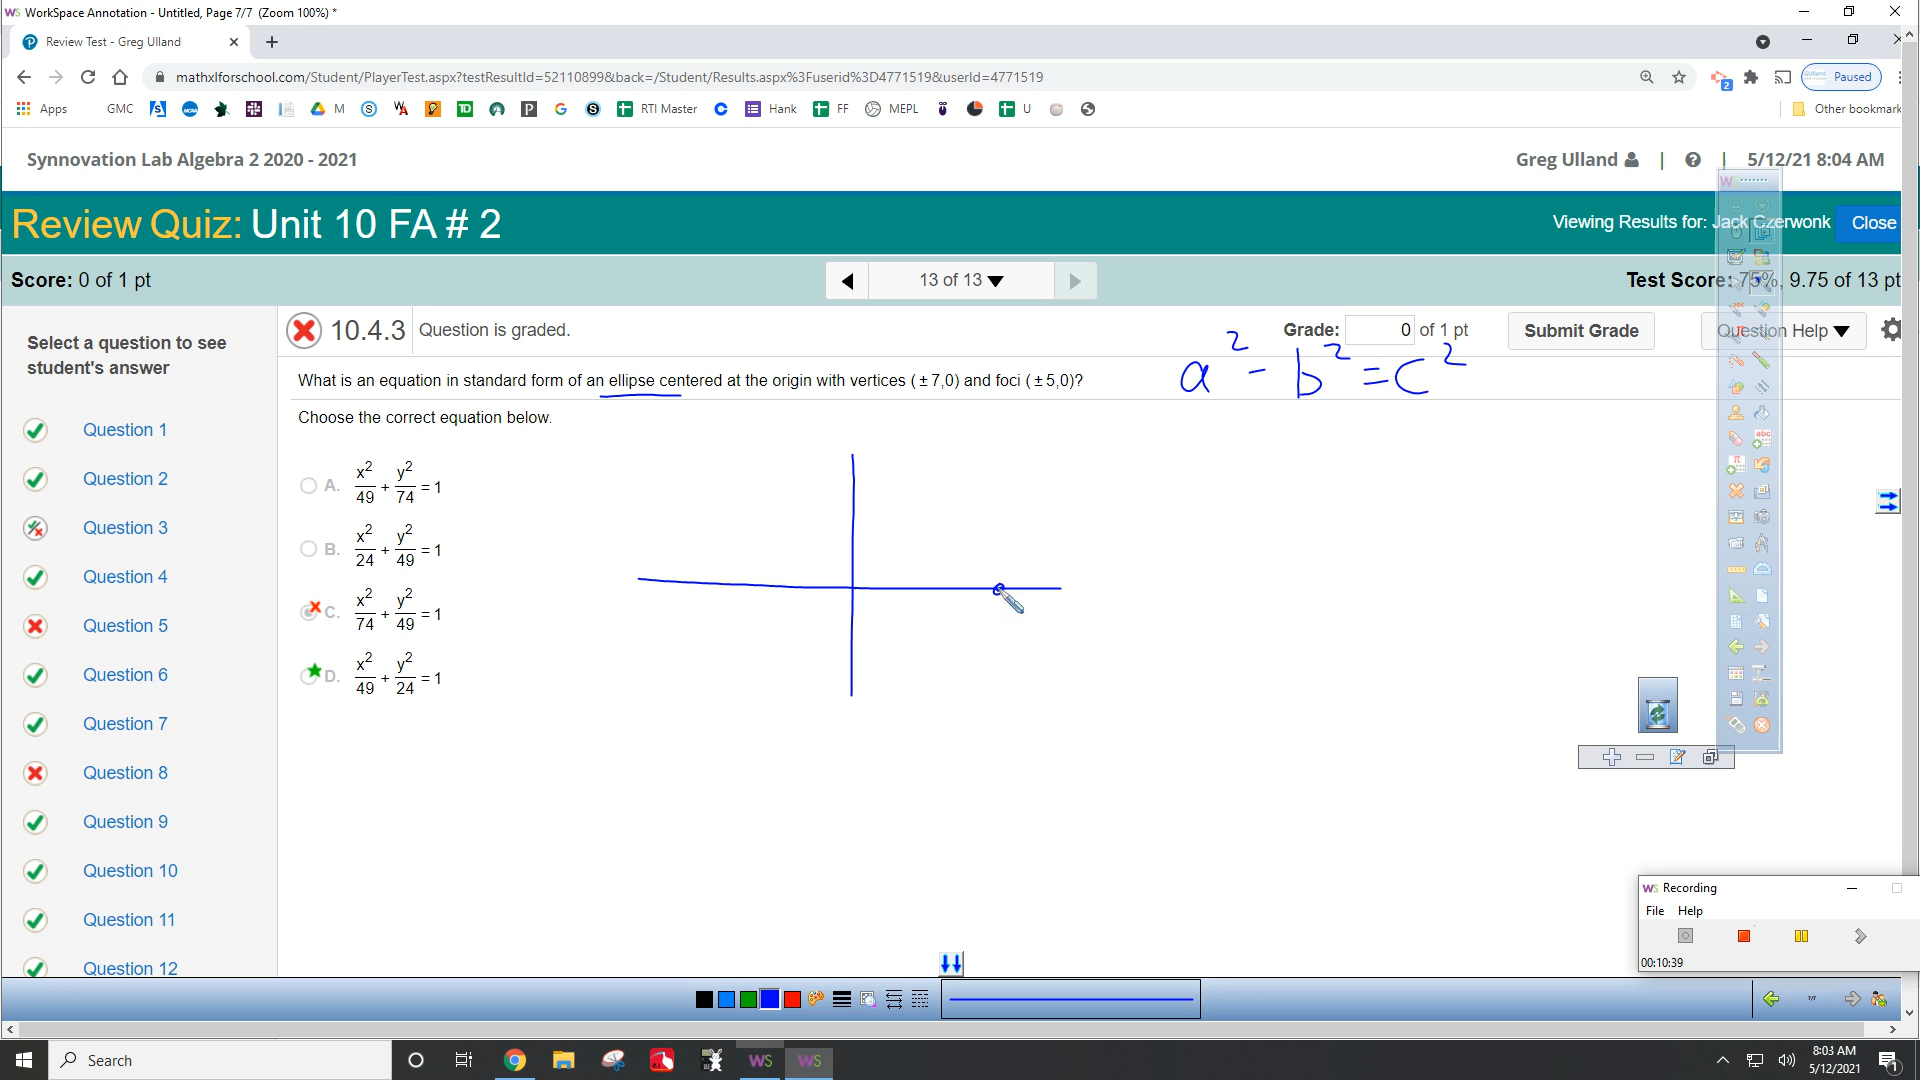 WS WorkSpace Annotation - Untitled, Page 7/7 (Zoom 100%) *
Review Test - Greg Ulland
mathxlforschool.com/Student/PlayerTest.aspx?testResultId=52110899&back=/Student/Results.aspx%3Fuserid%3D4771519&userId=4771519
Paused
Apps GMC M RTI Master Hank FF MEPL U Other bookmark
Synnovation Lab Algebra 2 2020 - 2021
Greg Ulland | | 5/12/21 8:04 AM
Review Quiz: Unit 10 FA # 2
Viewing Results for: Jack Czerwonk
Close
Score: 0 of 1 pt
13 of 13
Test Score: 75%, 9.75 of 13 pt
Select a question to see student's answer
10.4.3 Question is graded.
Grade: 0 of 1 pt
Submit Grade
Question Help
What is an equation in standard form of an ellipse centered at the origin with vertices (±7,0) and foci (±5,0)?
a² - b² = c²
Choose the correct equation below.
A. x²/49 + y²/74 = 1
B. x²/24 + y²/49 = 1
C. x²/74 + y²/49 = 1
D. x²/49 + y²/24 = 1
Question 1
Question 2
Question 3
Question 4
Question 5
Question 6
Question 7
Question 8
Question 9
Question 10
Question 11
Question 12
WS Recording
File Help
00:10:39
7/7
Search
WS WS
8:03 AM
5/12/2021